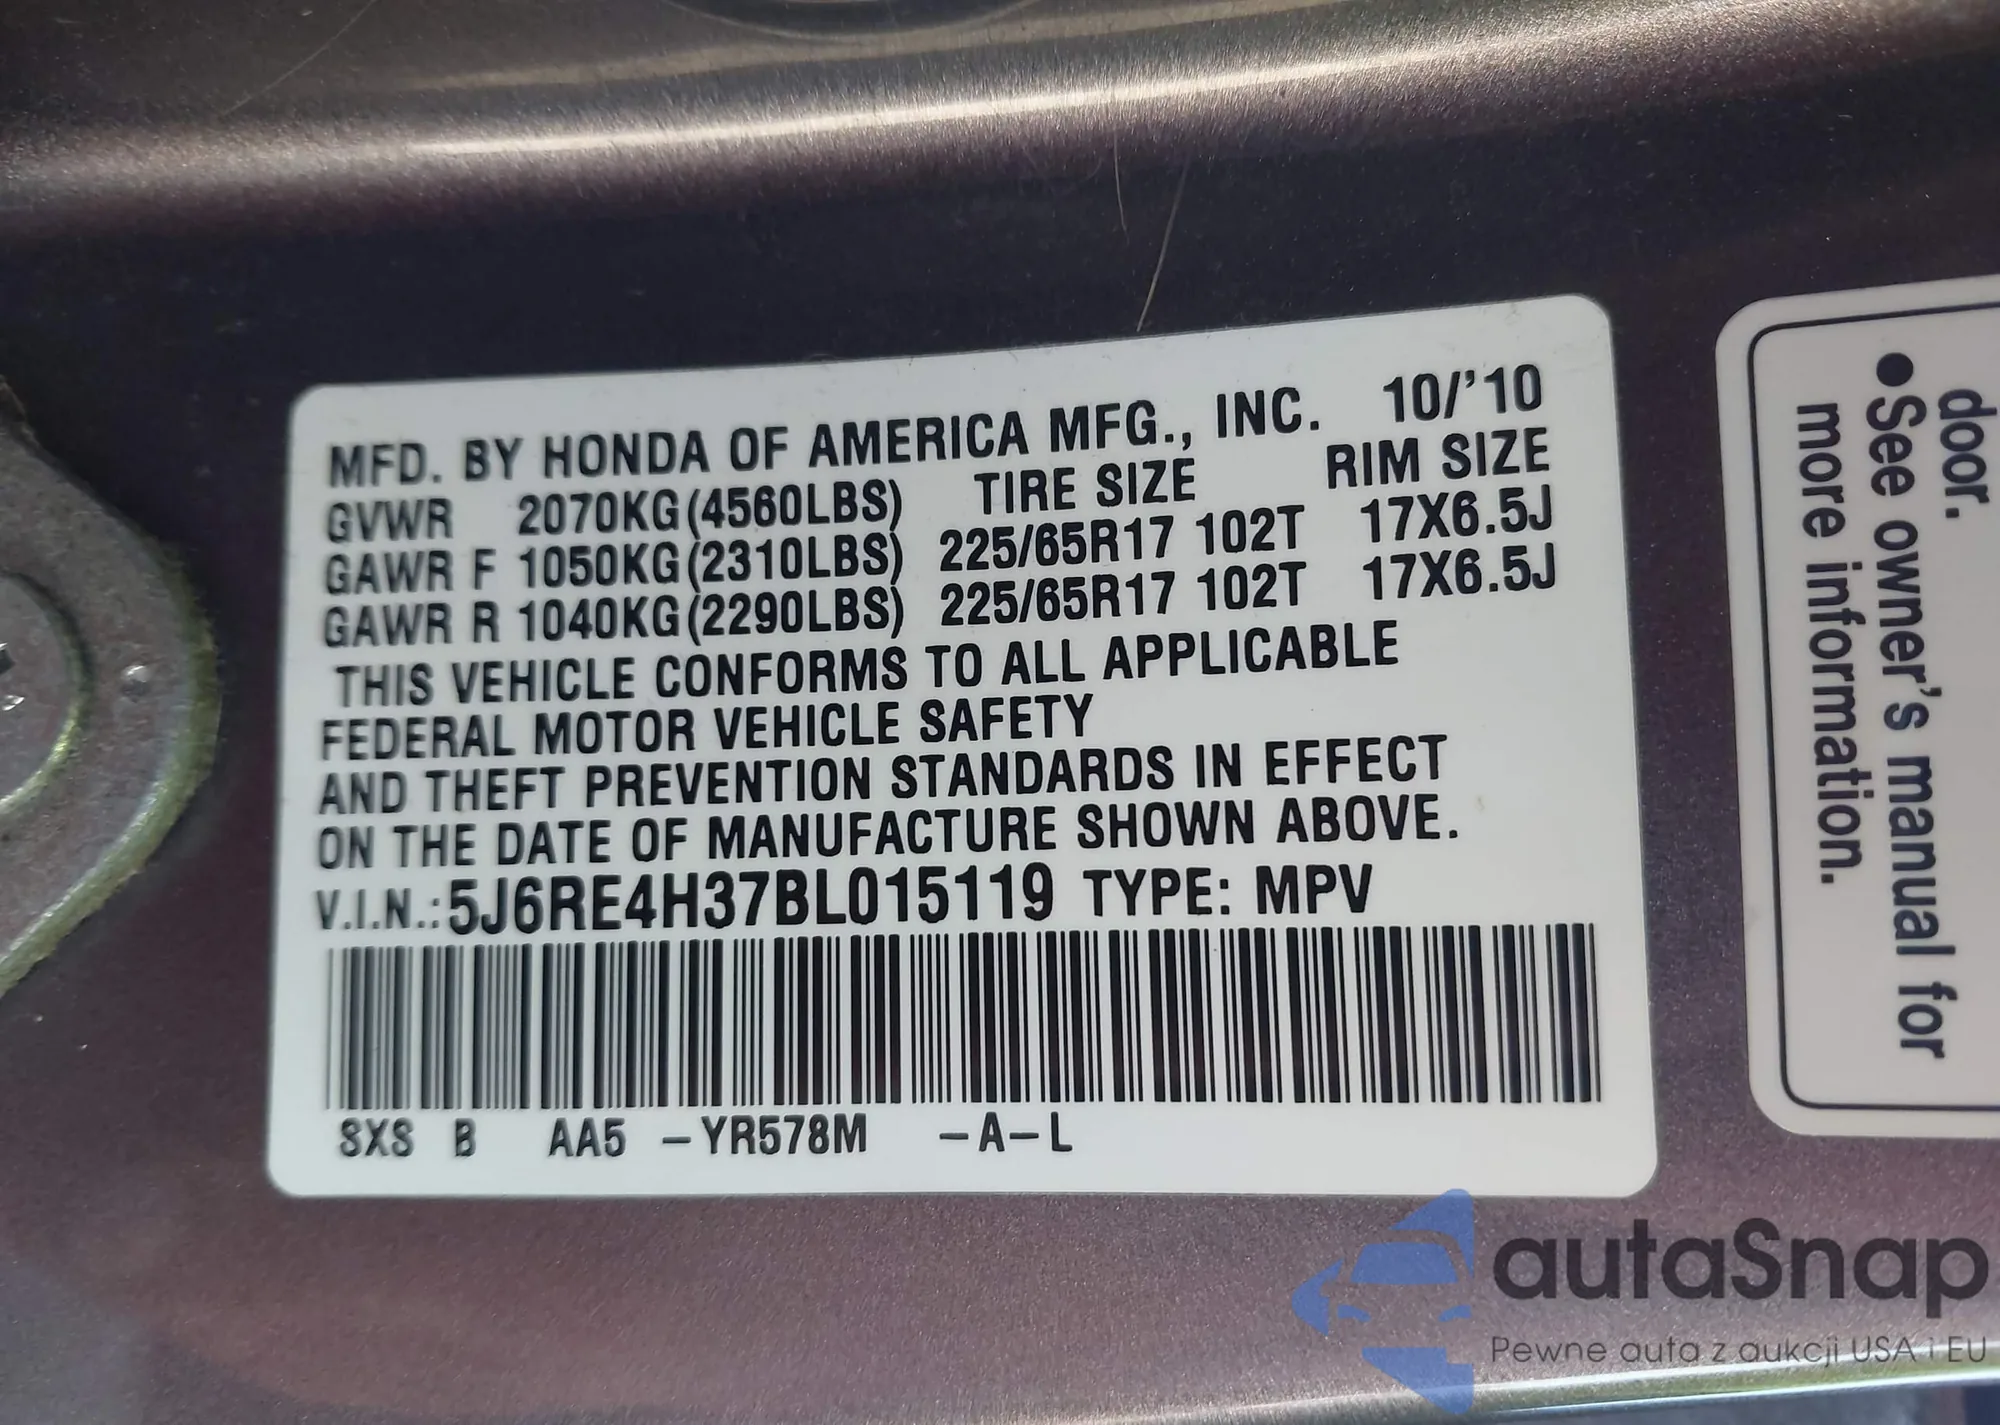 MFD. BY HONDA OF AMERICA MFG., INC. 10/'10
GVWR 2070KG(4560LBS) TIRE SIZE RIM SIZE
GAWR F 1050KG(2310LBS) 225/65R17 102T 17X6.5J
GAWR R 1040KG(2290LBS) 225/65R17 102T 17X6.5J
THIS VEHICLE CONFORMS TO ALL APPLICABLE
FEDERAL MOTOR VEHICLE SAFETY
AND THEFT PREVENTION STANDARDS IN EFFECT
ON THE DATE OF MANUFACTURE SHOWN ABOVE.
V.I.N.:5J6RE4H37BL015119 TYPE: MPV
SXS B AA5 -YR578M -A-L
door.
•See owner's manual for
more information.
autaSnap
Pewne auta z aukcji USA i EU